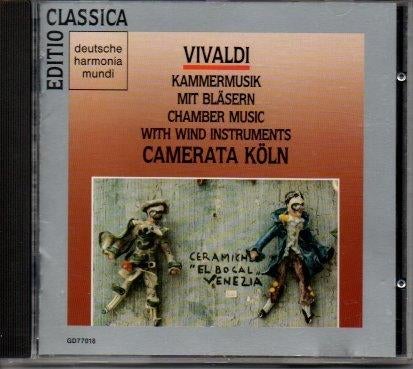 EDITIO CLASSICA
deutsche
harmonia
mundi
VIVALDI
KAMMERMUSIK
MIT BLÄSERN
CHAMBER MUSIC
WITH WIND INSTRUMENTS
CAMERATA KÖLN
CERAMICHE
"EL BOCAL"
VENEZIA
GD77018